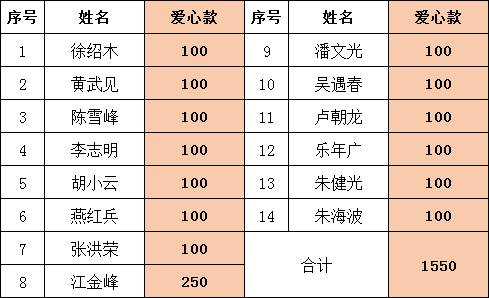 序号 姓名 爱心款 序号 姓名 爱心款
1 徐绍木 100 9 潘文光 100
2 黄武见 100 10 吴遇春 100
3 陈雪峰 100 11 卢朝龙 100
4 李志明 100 12 乐年广 100
5 胡小云 100 13 朱健光 100
6 燕红兵 100 14 朱海波 100
7 张洪荣 100 合计 1550
8 江金峰 250